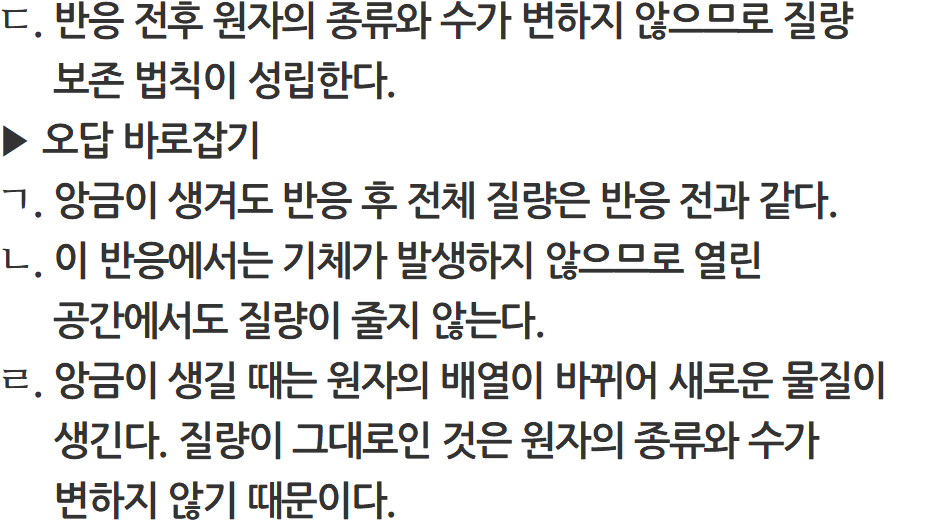 ㄷ. 반응 전후 원자의 종류와 수가 변하지 않으므로 질량
보존 법칙이 성립한다.
▶ 오답 바로잡기
ㄱ. 앙금이 생겨도 반응 후 전체 질량은 반응 전과 같다.
ㄴ. 이 반응에서는 기체가 발생하지 않으므로 열린
공간에서도 질량이 줄지 않는다.
ㄹ. 앙금이 생길 때는 원자의 배열이 바뀌어 새로운 물질이
생긴다. 질량이 그대로인 것은 원자의 종류와 수가
변하지 않기 때문이다.